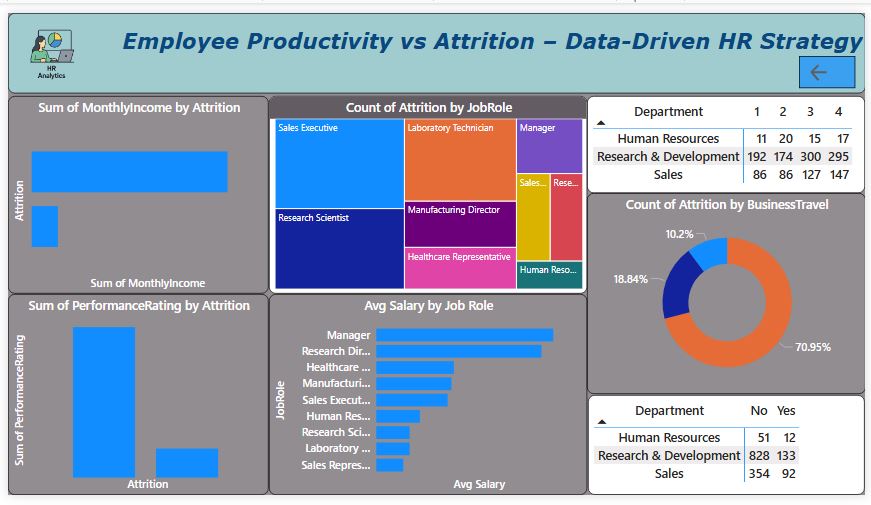 Employee Productivity vs Attrition – Data-Driven HR Strategy
HR
Analytics
Sum of MonthlyIncome by Attrition
Attrition
Sum of MonthlyIncome
Count of Attrition by JobRole
Sales Executive
Laboratory Technician
Manager
Sales...
Rese...
Research Scientist
Manufacturing Director
Healthcare Representative
Human Reso...
Department 1 2 3 4
Human Resources 11 20 15 17
Research & Development 192 174 300 295
Sales 86 86 127 147
Count of Attrition by BusinessTravel
10.2%
18.84%
70.95%
Sum of PerformanceRating by Attrition
Sum of PerformanceRating
Attrition
Avg Salary by Job Role
JobRole
Manager
Research Dir...
Healthcare ...
Manufacturi...
Sales Execut...
Human Res...
Research Sci...
Laboratory ...
Sales Repres...
Avg Salary
Department No Yes
Human Resources 51 12
Research & Development 828 133
Sales 354 92